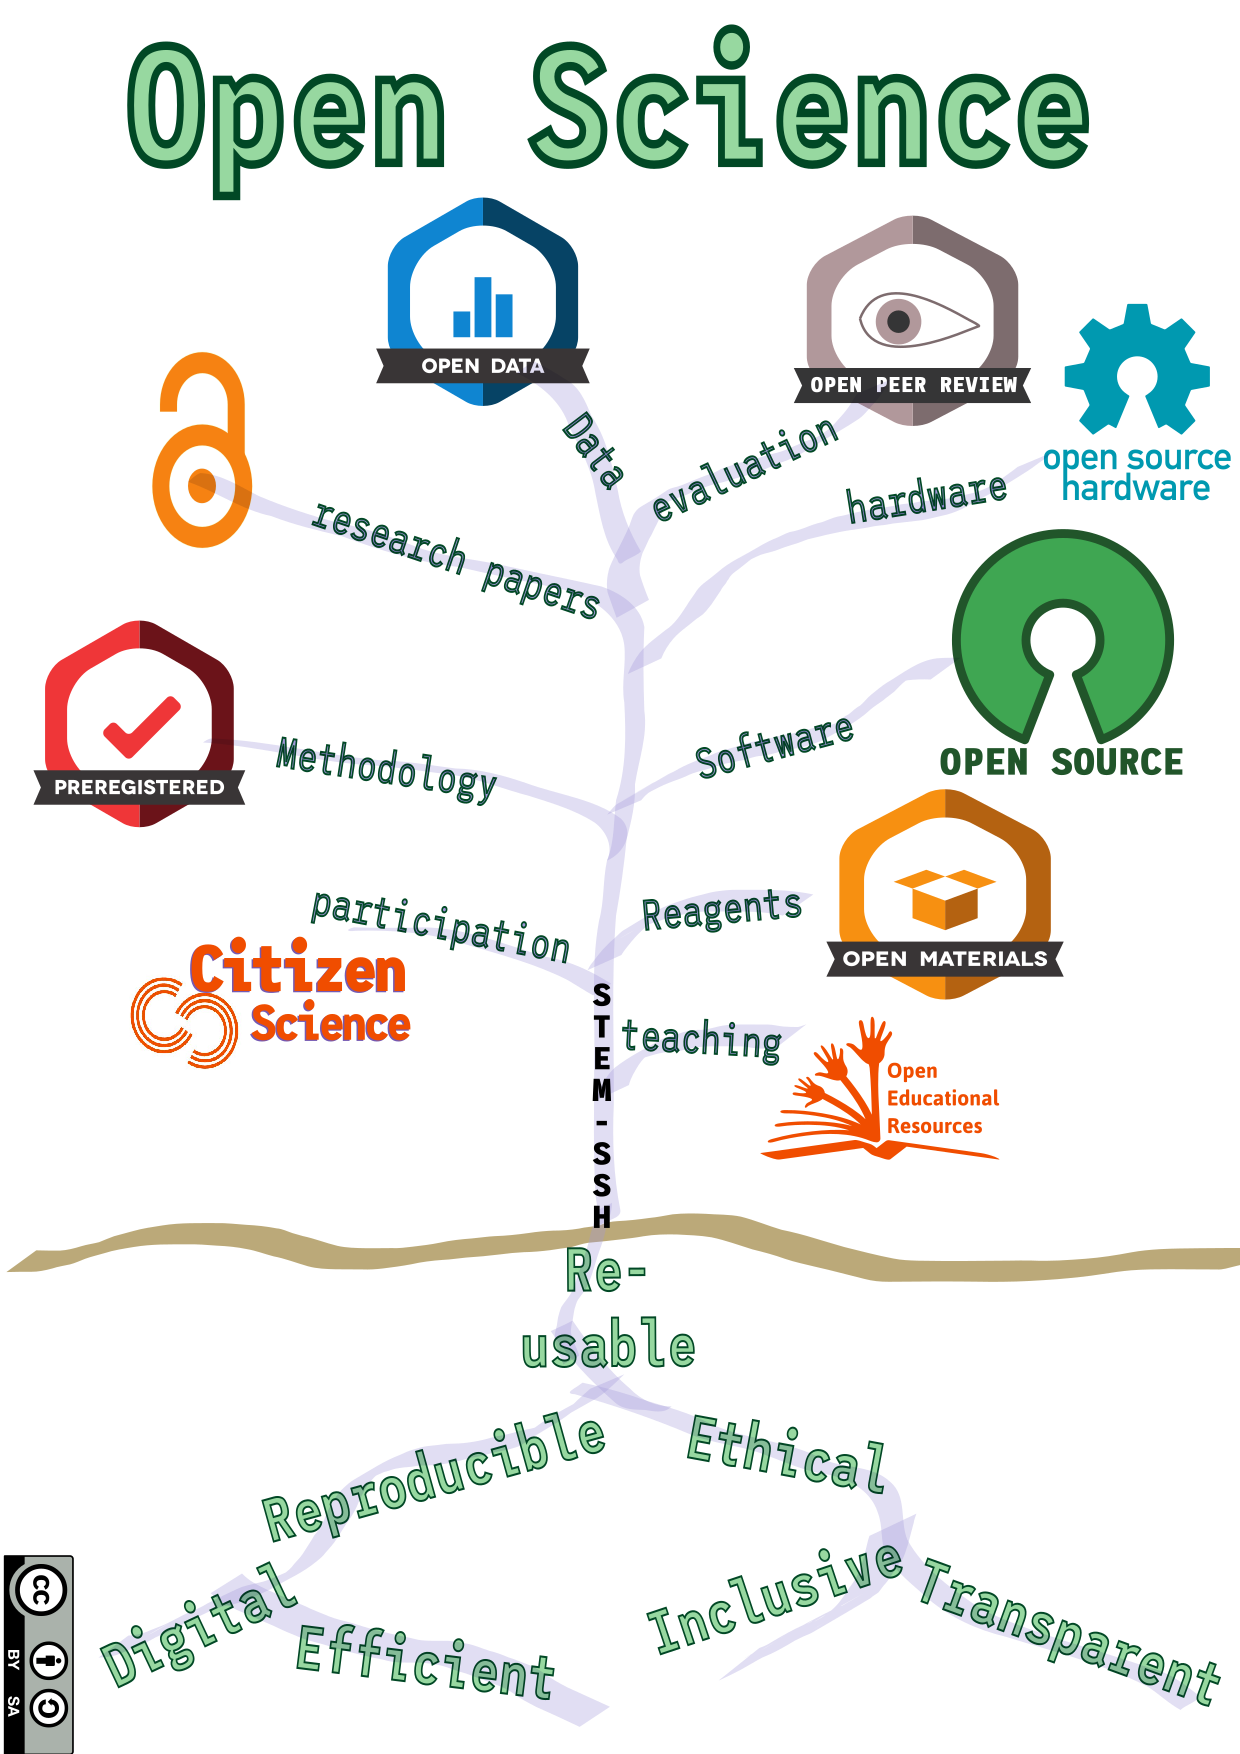 Open Science
OPEN DATA
OPEN PEER REVIEW
open source
hardware
Data
evaluation
hardware
research papers
OPEN SOURCE
Software
Methodology
PREREGISTERED
Reagents
OPEN MATERIALS
participation
Citizen
Science
teaching
Open
Educational
Resources
STEM-SSH
Re-
usable
Reproducible
Ethical
Digital
Efficient
Inclusive
Transparent
cc
BY SA